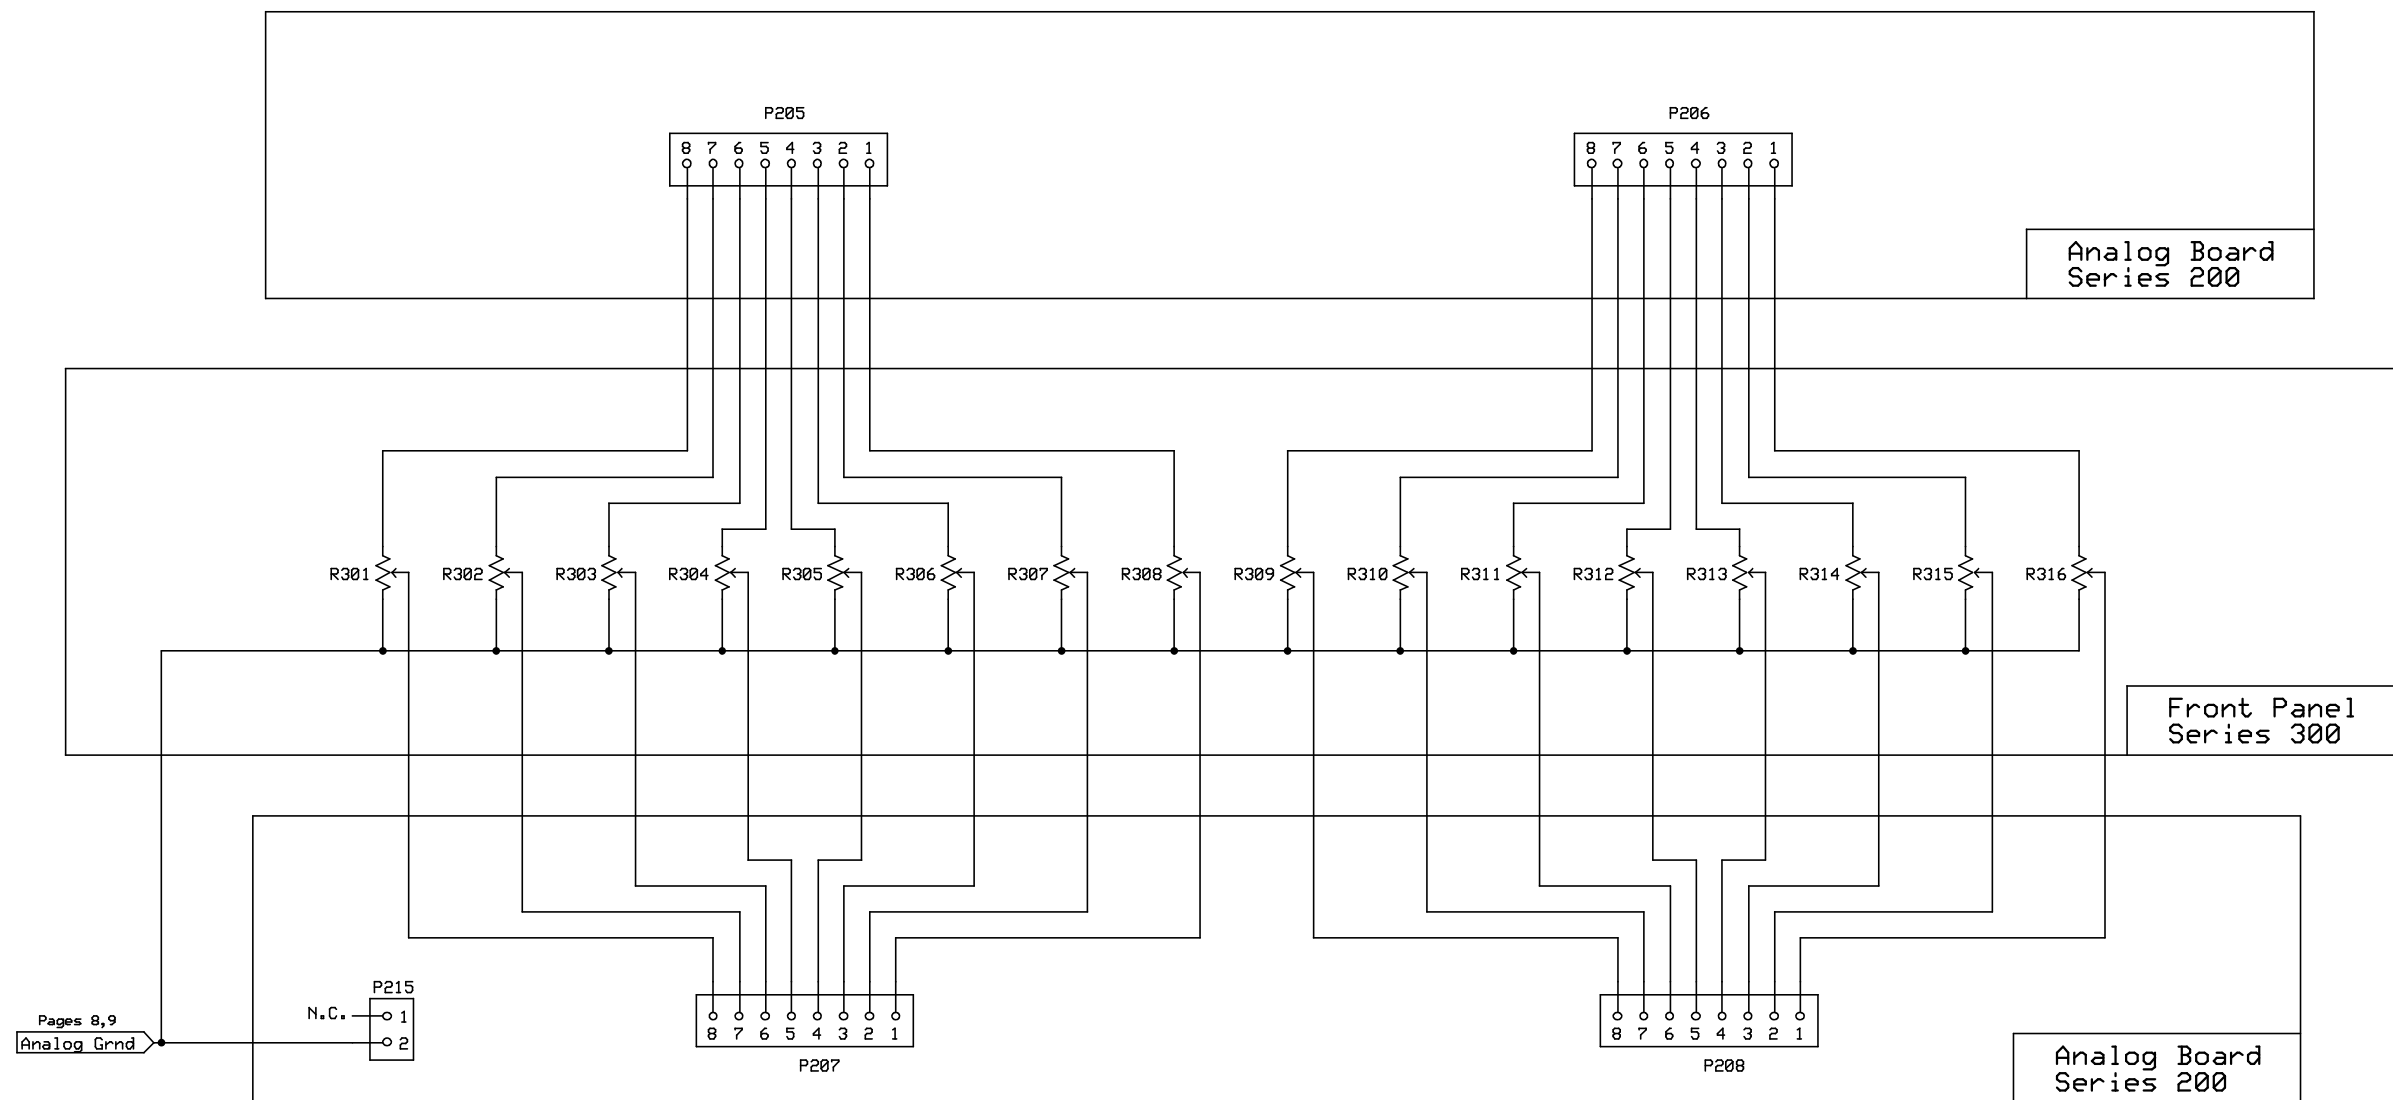 P205
8 7 6 5 4 3 2 1
P206
8 7 6 5 4 3 2 1
Analog Board
Series 200
R301 R302 R303 R304 R305 R306 R307 R308 R309 R310 R311 R312 R313 R314 R315 R316
Front Panel
Series 300
P215
N.C. 1
2
Pages 8,9
Analog Grnd
8 7 6 5 4 3 2 1
P207
8 7 6 5 4 3 2 1
P208
Analog Board
Series 200